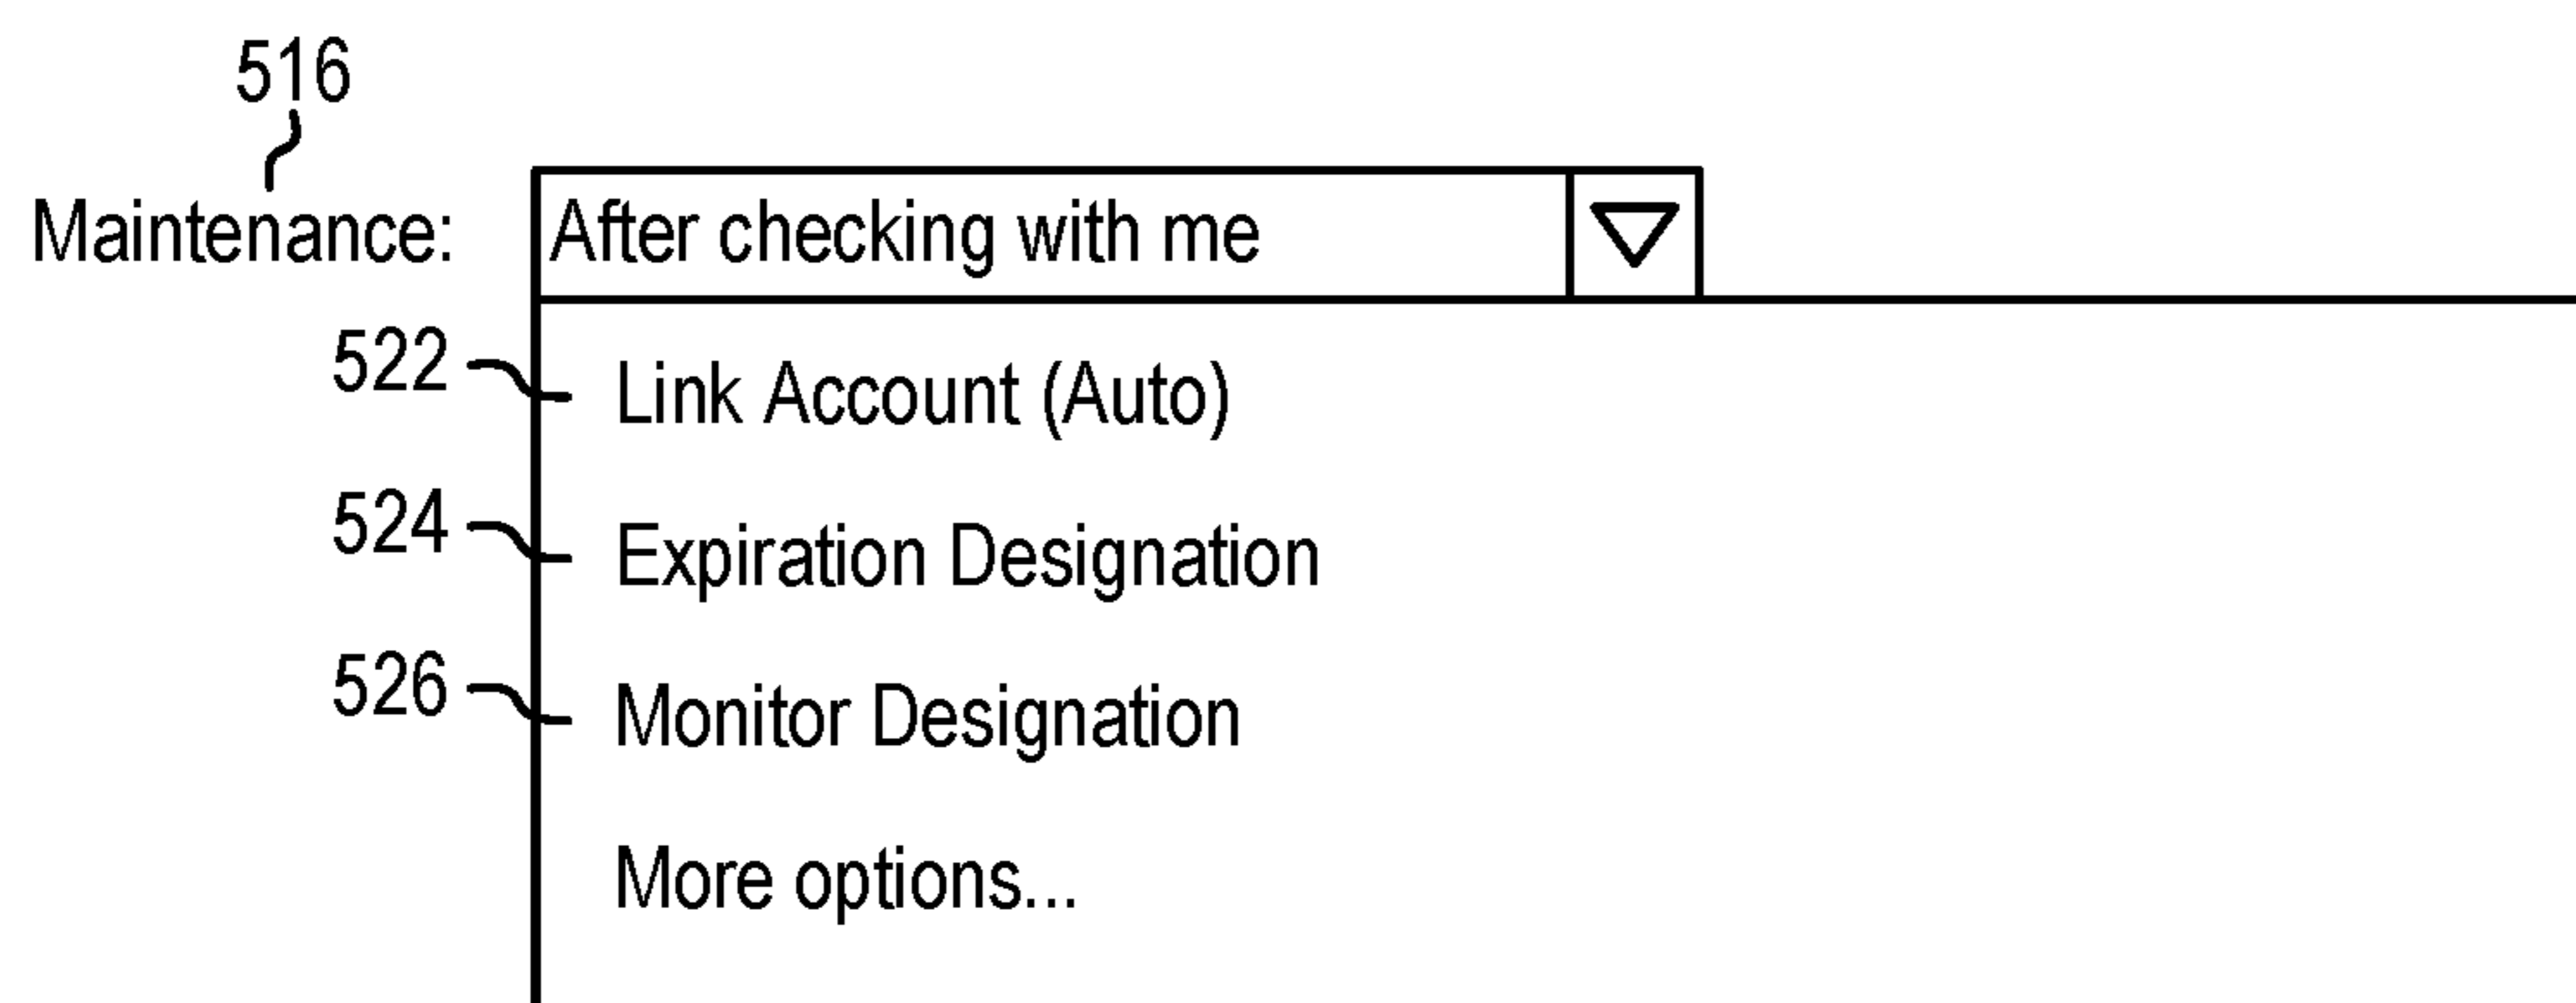 516
Maintenance: After checking with me
522 Link Account (Auto)
524 Expiration Designation
526 Monitor Designation
More options...